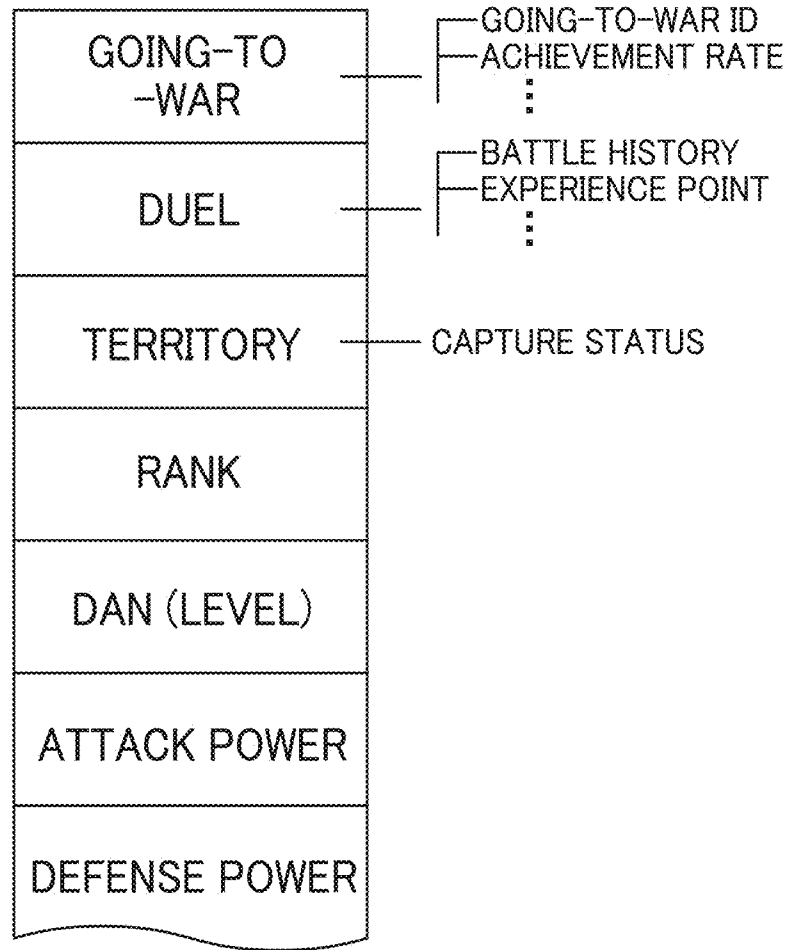 GOING-TO
-WAR
GOING-TO-WAR ID
ACHIEVEMENT RATE
DUEL
BATTLE HISTORY
EXPERIENCE POINT
TERRITORY
CAPTURE STATUS
RANK
DAN (LEVEL)
ATTACK POWER
DEFENSE POWER